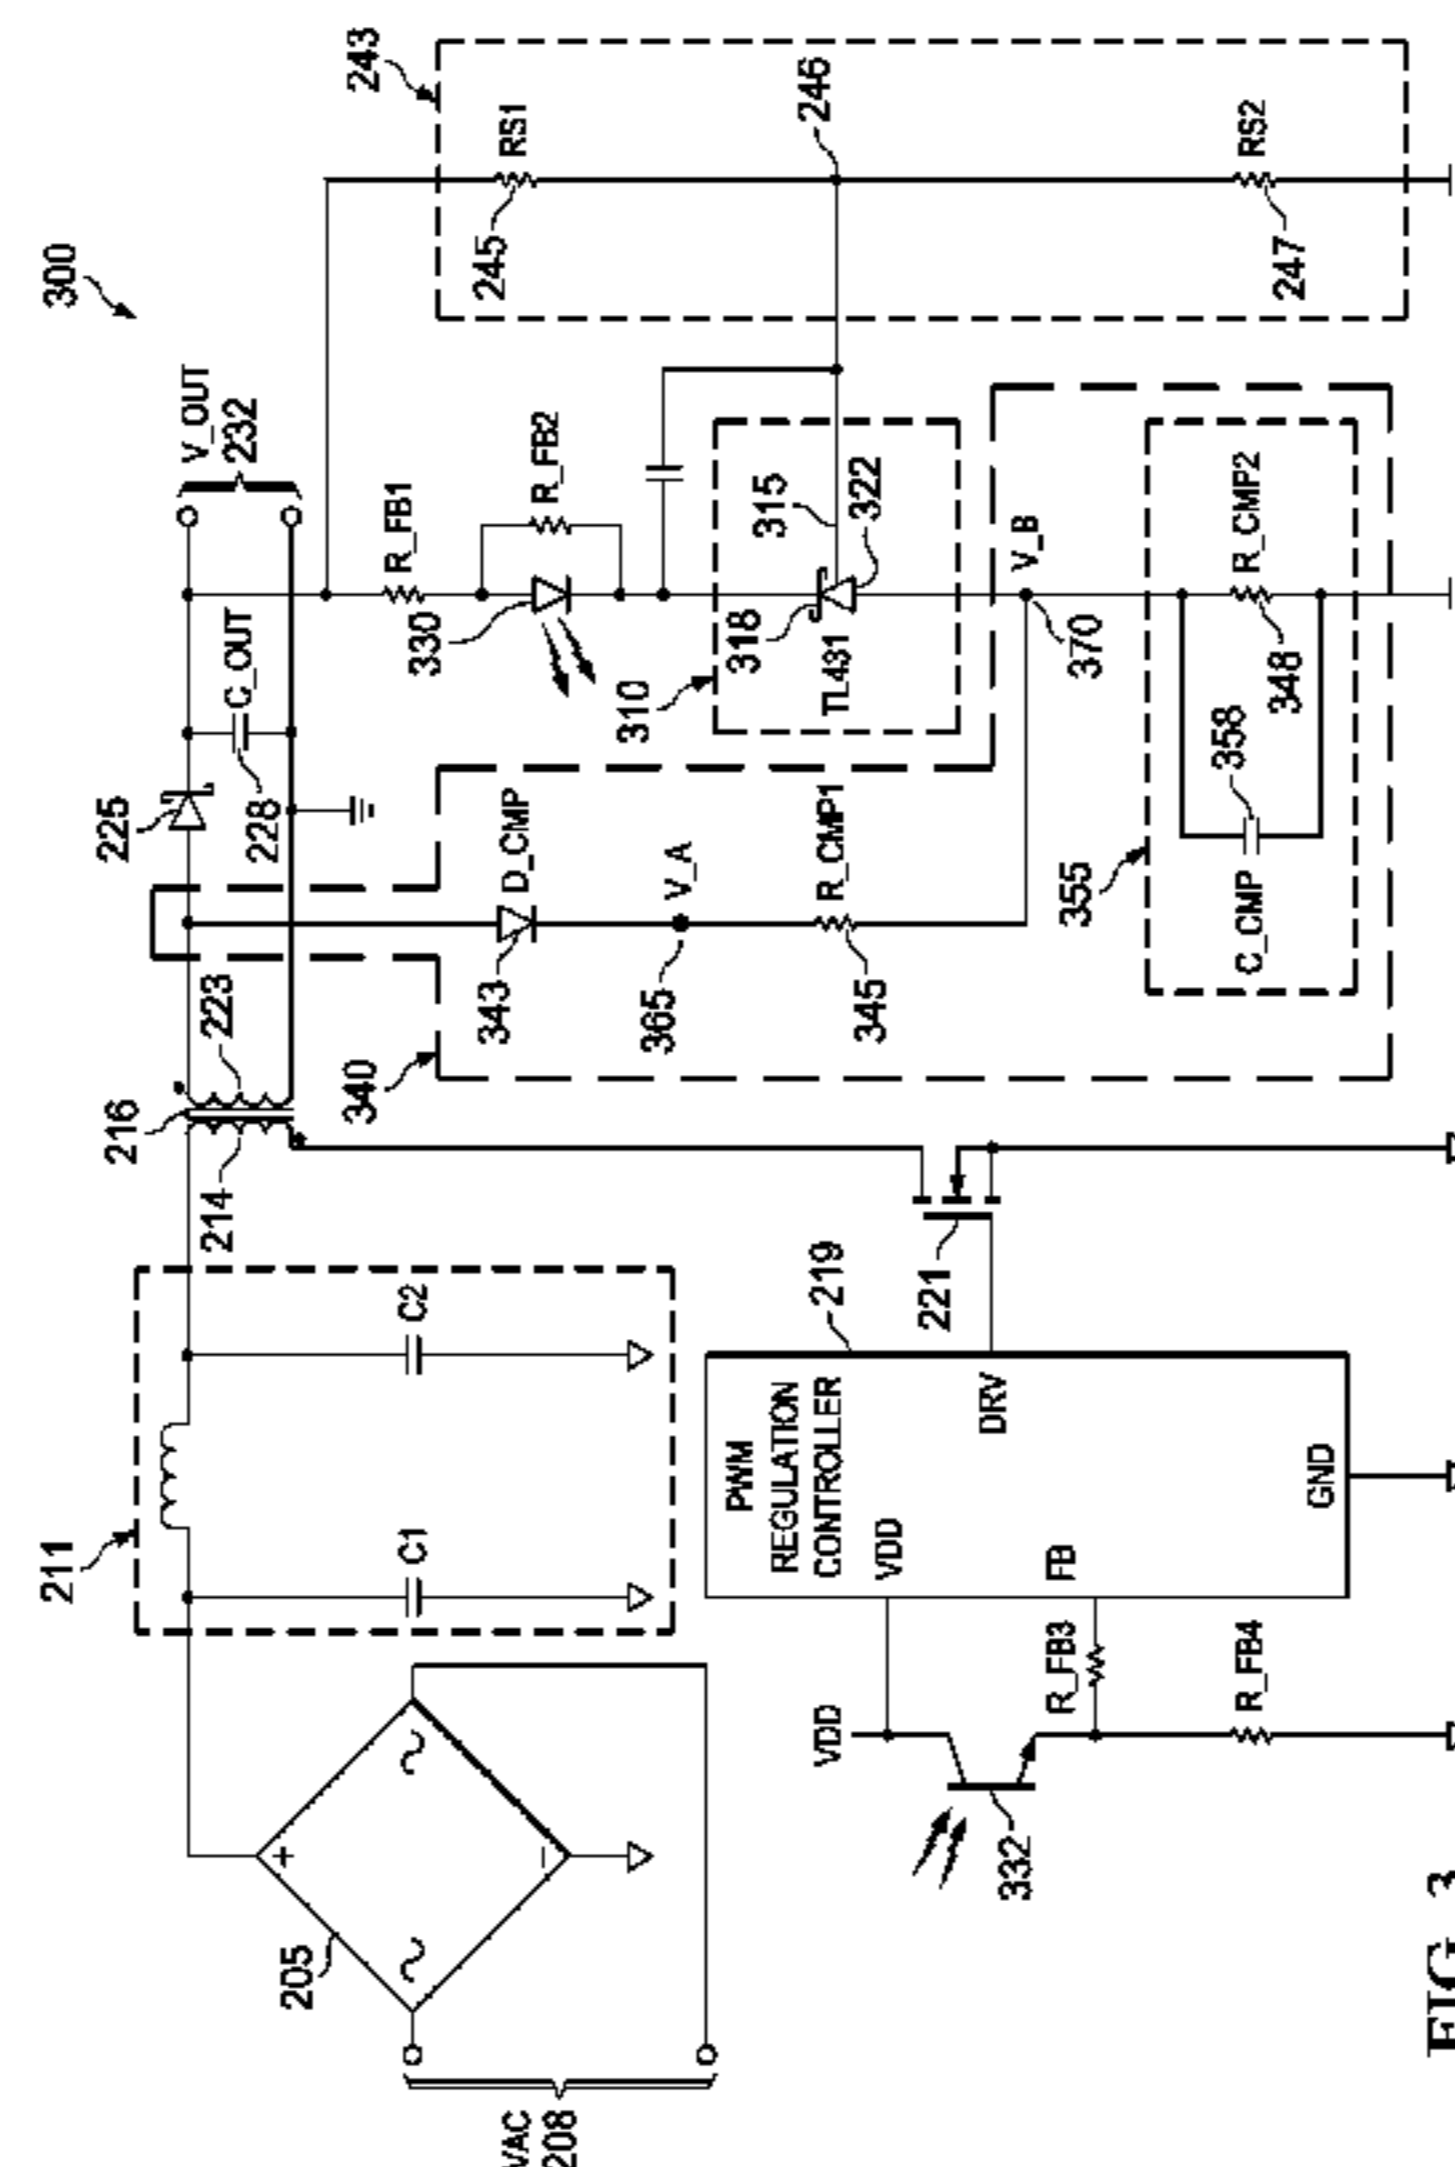 300
211
C1
C2
205
VAC
208
216
214
223
225
228
C_OUT
V_OUT
232
243
RS1
245
246
RS2
247
R_FB1
R_FB2
330
310
318
TL431
315
322
340
343
D_CMP
365
V_A
345
R_CMP1
V_B
370
355
C_CMP
358
348
R_CMP2
221
219
PWM
REGULATION
CONTROLLER
VDD
DRV
FB
GND
VDD
332
R_FB3
R_FB4
FIG. 3